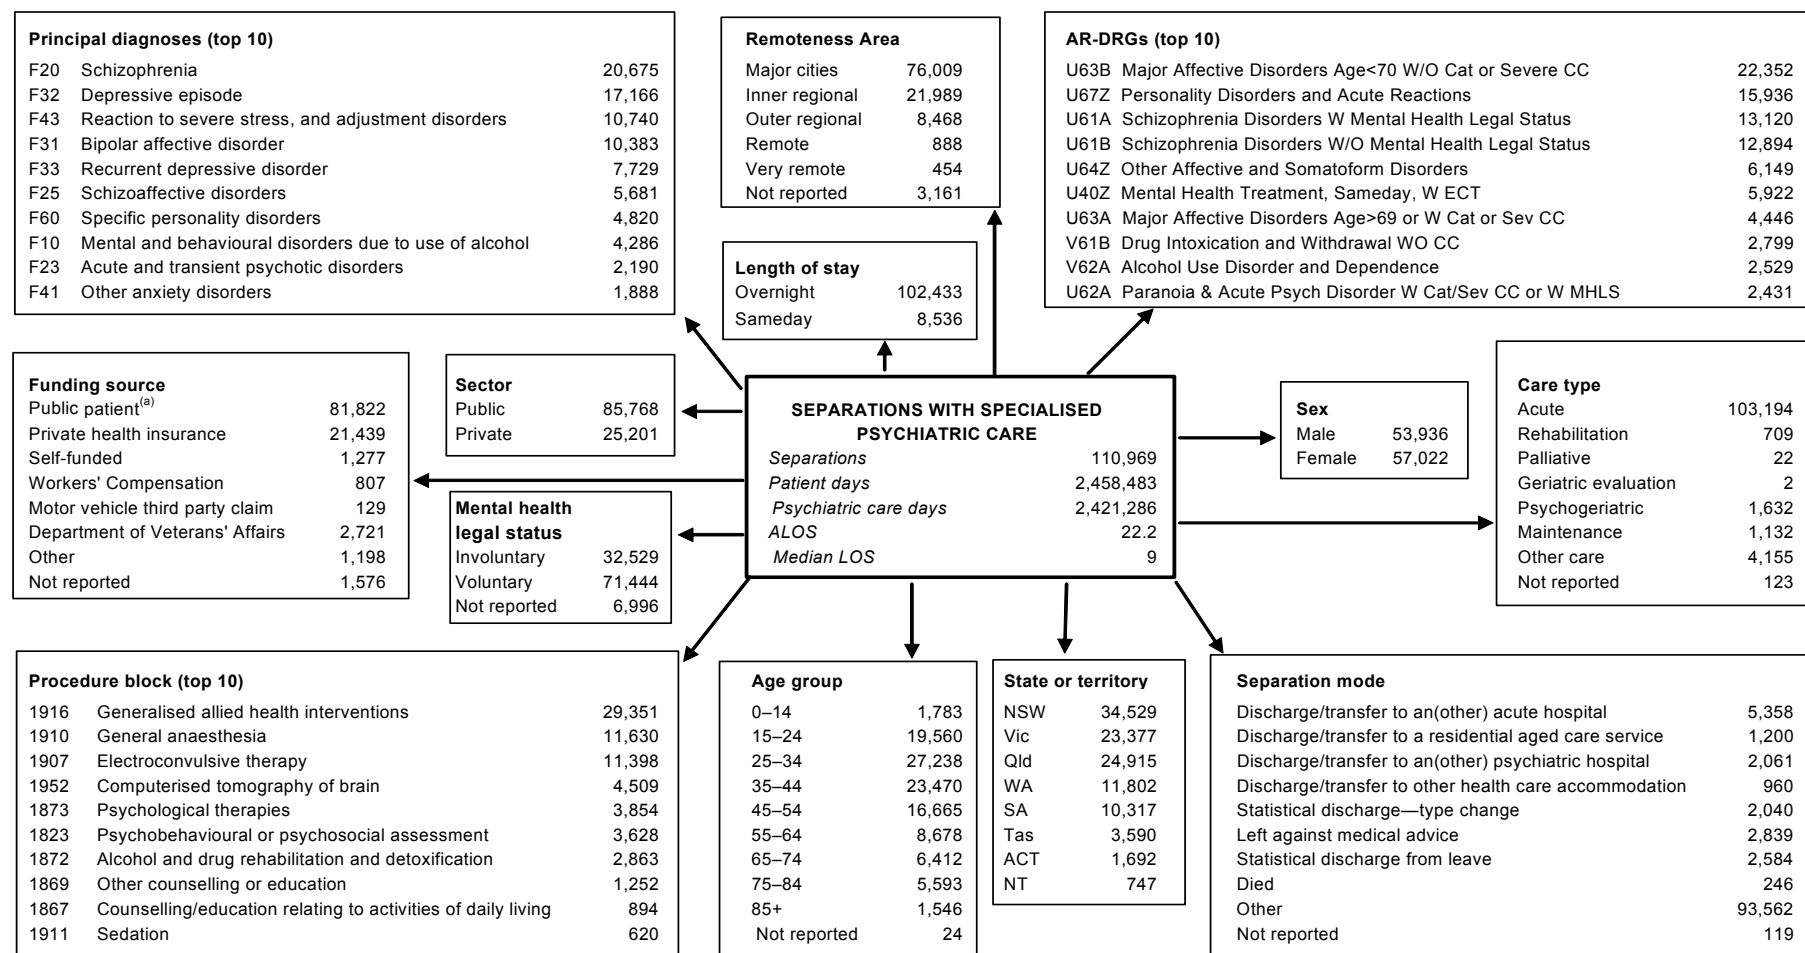 Principal diagnoses (top 10)
F20 Schizophrenia 20,675
F32 Depressive episode 17,166
F43 Reaction to severe stress, and adjustment disorders 10,740
F31 Bipolar affective disorder 10,383
F33 Recurrent depressive disorder 7,729
F25 Schizoaffective disorders 5,681
F60 Specific personality disorders 4,820
F10 Mental and behavioural disorders due to use of alcohol 4,286
F23 Acute and transient psychotic disorders 2,190
F41 Other anxiety disorders 1,888
Remoteness Area
Major cities 76,009
Inner regional 21,989
Outer regional 8,468
Remote 888
Very remote 454
Not reported 3,161
AR-DRGs (top 10)
U63B Major Affective Disorders Age<70 W/O Cat or Severe CC 22,352
U67Z Personality Disorders and Acute Reactions 15,936
U61A Schizophrenia Disorders W Mental Health Legal Status 13,120
U61B Schizophrenia Disorders W/O Mental Health Legal Status 12,894
U64Z Other Affective and Somatoform Disorders 6,149
U40Z Mental Health Treatment, Sameday, W ECT 5,922
U63A Major Affective Disorders Age>69 or W Cat or Sev CC 4,446
V61B Drug Intoxication and Withdrawal WO CC 2,799
V62A Alcohol Use Disorder and Dependence 2,529
U62A Paranoia & Acute Psych Disorder W Cat/Sev CC or W MHLS 2,431
Length of stay
Overnight 102,433
Sameday 8,536
Funding source
Public patient(a) 81,822
Private health insurance 21,439
Self-funded 1,277
Workers' Compensation 807
Motor vehicle third party claim 129
Department of Veterans' Affairs 2,721
Other 1,198
Not reported 1,576
Sector
Public 85,768
Private 25,201
Mental health
legal status
Involuntary 32,529
Voluntary 71,444
Not reported 6,996
SEPARATIONS WITH SPECIALISED
PSYCHIATRIC CARE
Separations 110,969
Patient days 2,458,483
Psychiatric care days 2,421,286
ALOS 22.2
Median LOS 9
Sex
Male 53,936
Female 57,022
Care type
Acute 103,194
Rehabilitation 709
Palliative 22
Geriatric evaluation 2
Psychogeriatric 1,632
Maintenance 1,132
Other care 4,155
Not reported 123
Procedure block (top 10)
1916 Generalised allied health interventions 29,351
1910 General anaesthesia 11,630
1907 Electroconvulsive therapy 11,398
1952 Computerised tomography of brain 4,509
1873 Psychological therapies 3,854
1823 Psychobehavioural or psychosocial assessment 3,628
1872 Alcohol and drug rehabilitation and detoxification 2,863
1869 Other counselling or education 1,252
1867 Counselling/education relating to activities of daily living 894
1911 Sedation 620
Age group
0–14 1,783
15–24 19,560
25–34 27,238
35–44 23,470
45–54 16,665
55–64 8,678
65–74 6,412
75–84 5,593
85+ 1,546
Not reported 24
State or territory
NSW 34,529
Vic 23,377
Qld 24,915
WA 11,802
SA 10,317
Tas 3,590
ACT 1,692
NT 747
Separation mode
Discharge/transfer to an(other) acute hospital 5,358
Discharge/transfer to a residential aged care service 1,200
Discharge/transfer to an(other) psychiatric hospital 2,061
Discharge/transfer to other health care accommodation 960
Statistical discharge—type change 2,040
Left against medical advice 2,839
Statistical discharge from leave 2,584
Died 246
Other 93,562
Not reported 119